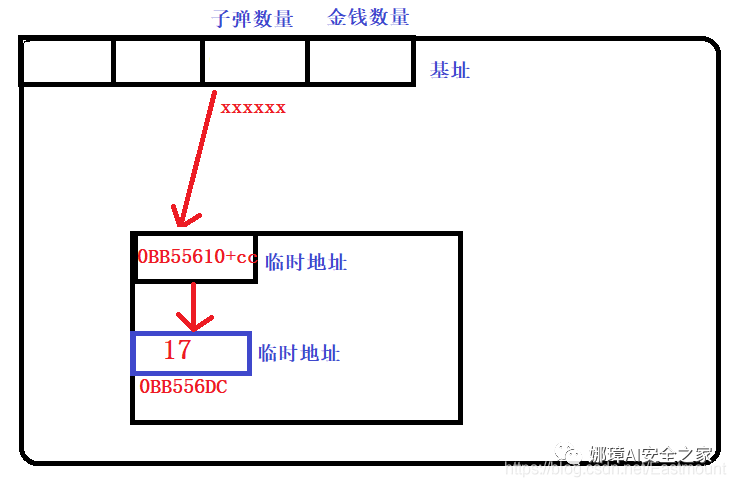 子弹数量 金钱数量
基址
xxxxxx
0BB55610+cc 临时地址
17 临时地址
0BB556DC
娜璋AI安全之家
https://blog.csdn.net/Eastmount